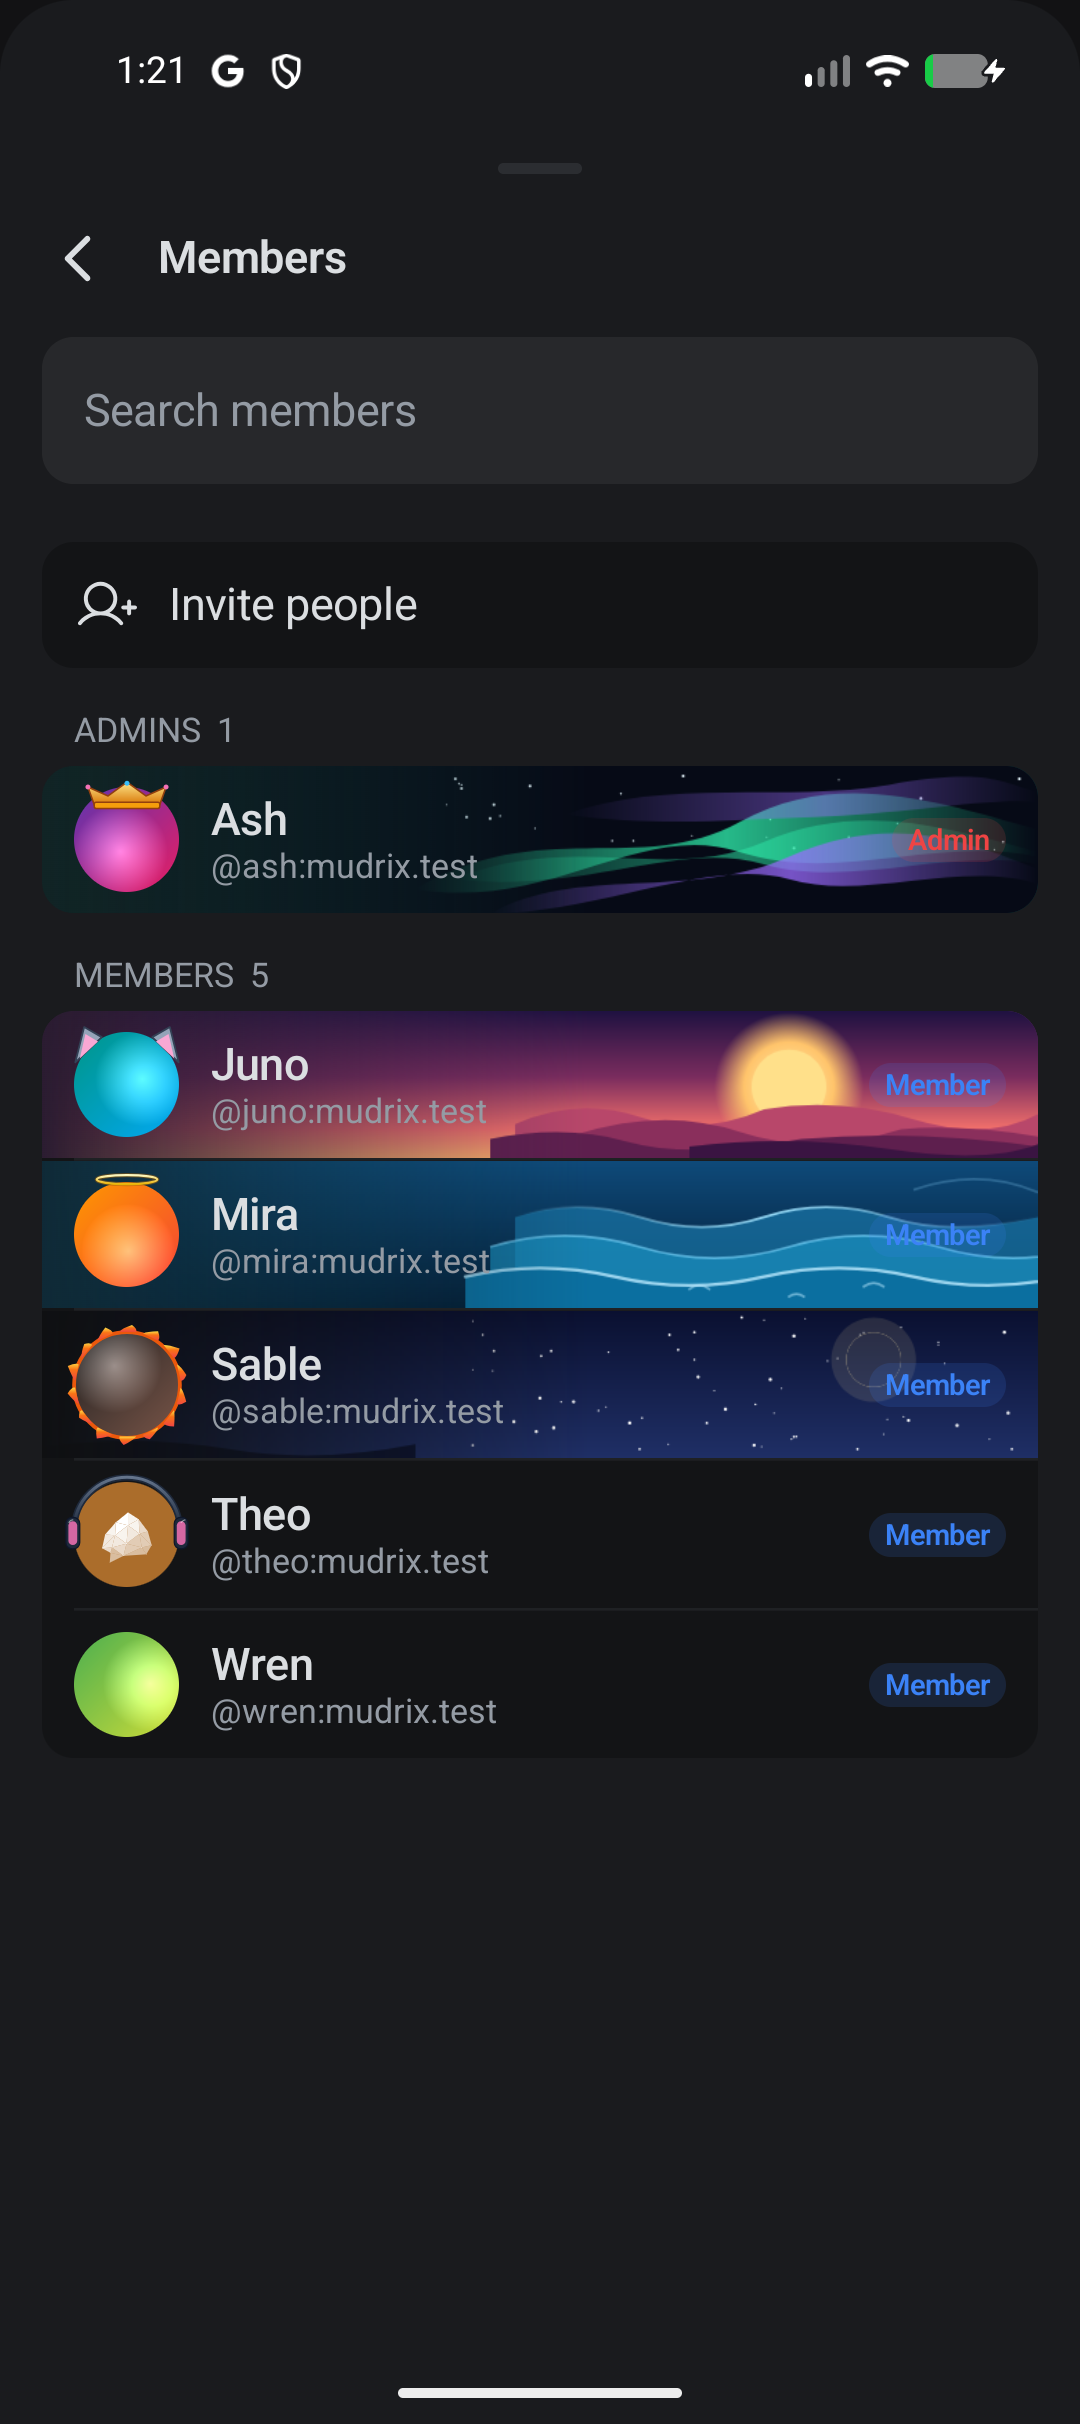 1:21
Members
Search members
Invite people
ADMINS 1
Ash
@ash:mudrix.test
Admin
MEMBERS 5
Juno
@juno:mudrix.test
Member
Mira
@mira:mudrix.test
Member
Sable
@sable:mudrix.test
Member
Theo
@theo:mudrix.test
Member
Wren
@wren:mudrix.test
Member